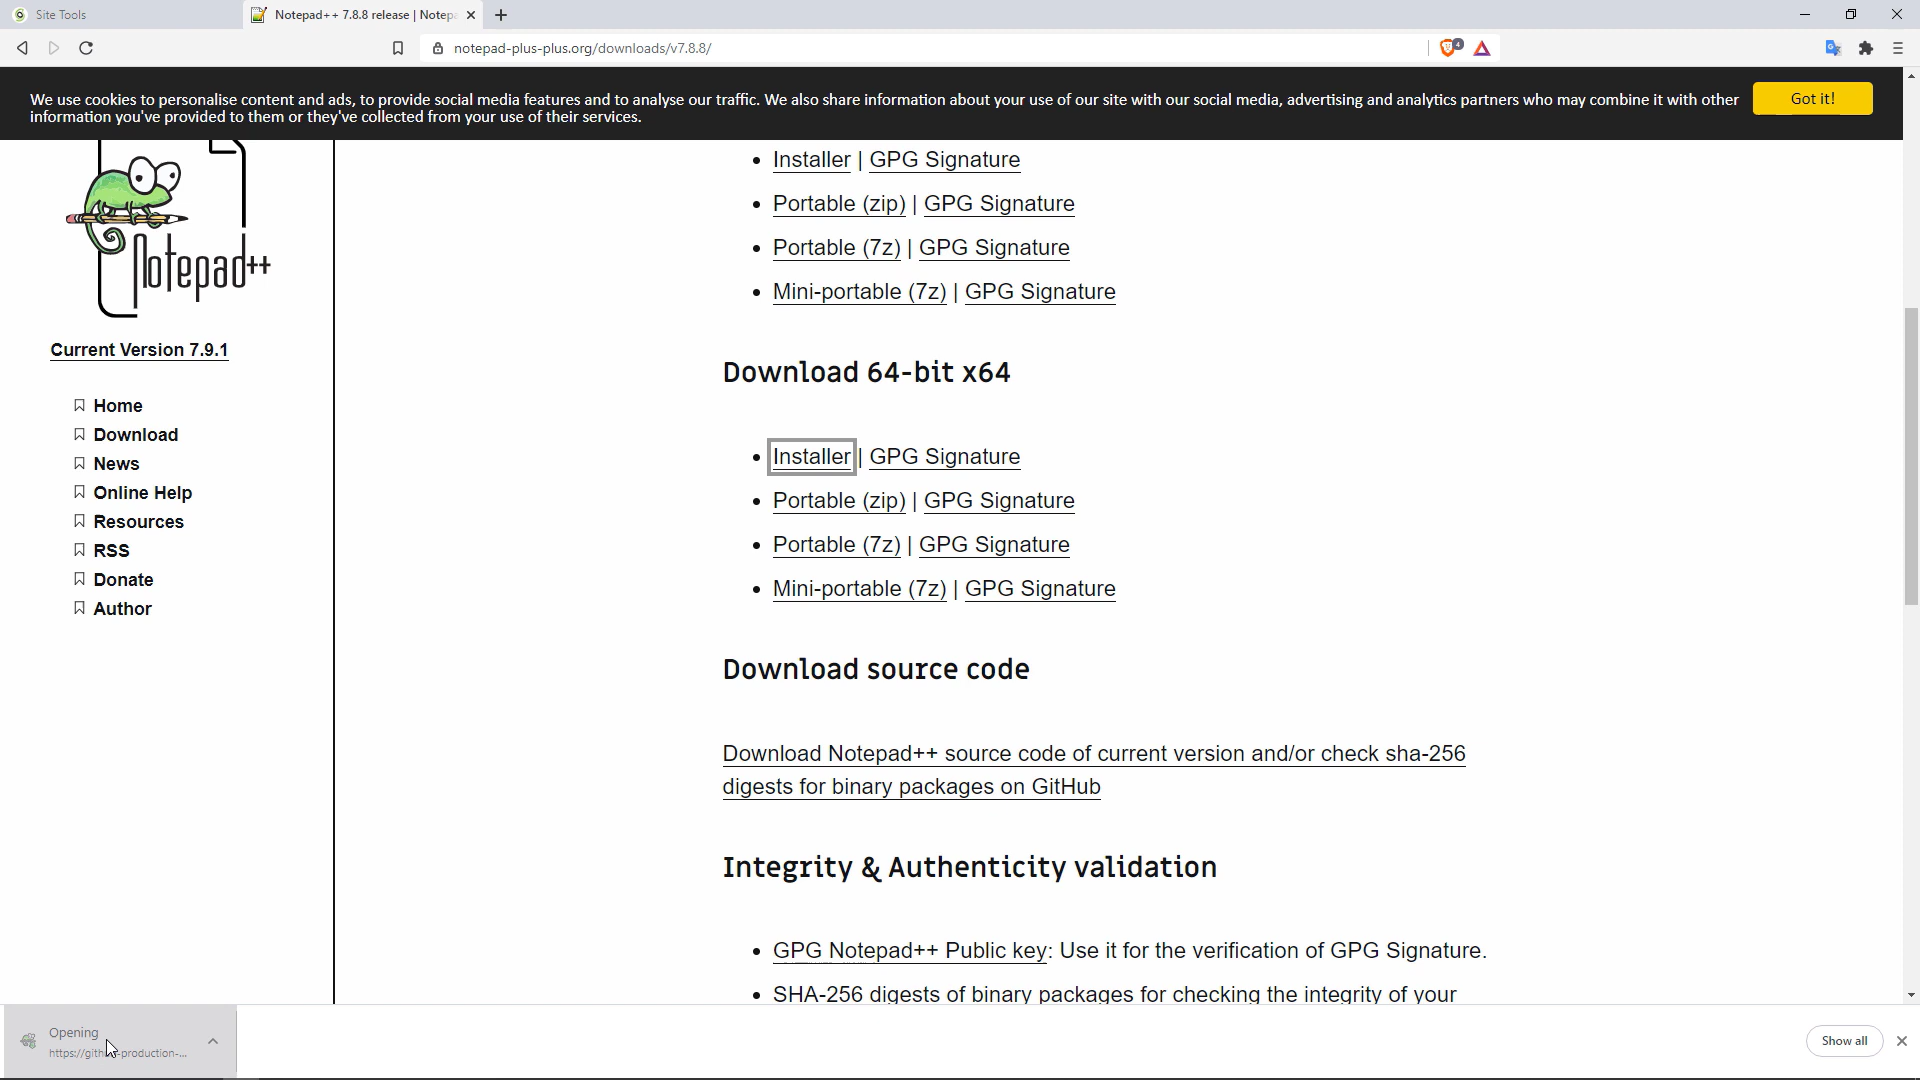 Site Tools
Notepad++ 7.8.8 release | Notep
notepad-plus-plus.org/downloads/v7.8.8/
4
We use cookies to personalise content and ads, to provide social media features and to analyse our traffic. We also share information about your use of our site with our social media, advertising and analytics partners who may combine it with other
information you've provided to them or they've collected from your use of their services.
Got it!
Notepad++
Current Version 7.9.1
Home
Download
News
Online Help
Resources
RSS
Donate
Author
• Installer | GPG Signature
• Portable (zip) | GPG Signature
• Portable (7z) | GPG Signature
• Mini-portable (7z) | GPG Signature
Download 64-bit x64
• Installer | GPG Signature
• Portable (zip) | GPG Signature
• Portable (7z) | GPG Signature
• Mini-portable (7z) | GPG Signature
Download source code
Download Notepad++ source code of current version and/or check sha-256
digests for binary packages on GitHub
Integrity & Authenticity validation
• GPG Notepad++ Public key: Use it for the verification of GPG Signature.
• SHA-256 digests of binary packages for checking the integrity of your
Opening
-production-...
Show all